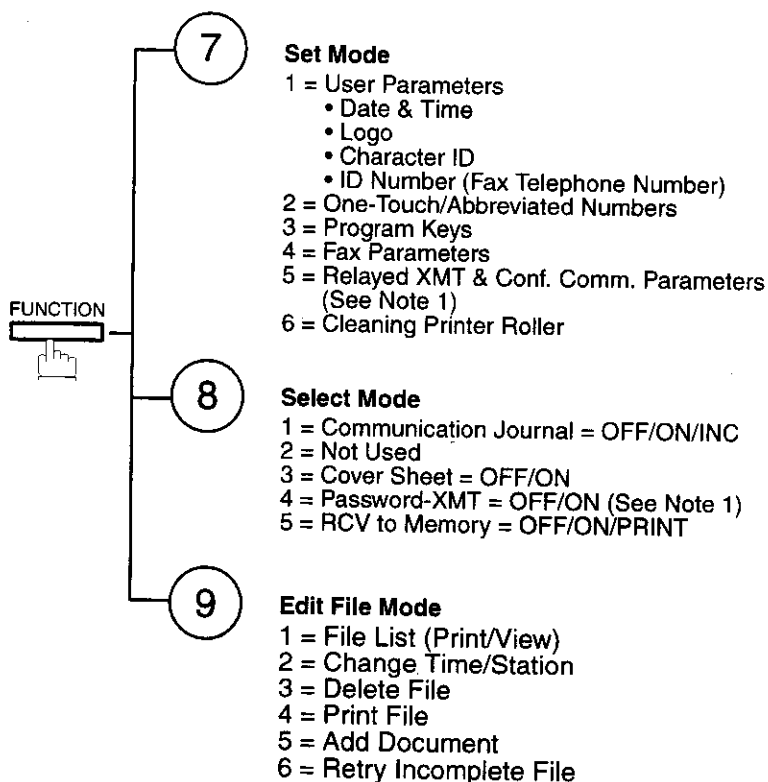 7
Set Mode
1 = User Parameters
• Date & Time
• Logo
• Character ID
• ID Number (Fax Telephone Number)
2 = One-Touch/Abbreviated Numbers
3 = Program Keys
4 = Fax Parameters
5 = Relayed XMT & Conf. Comm. Parameters
(See Note 1)
6 = Cleaning Printer Roller
FUNCTION
8
Select Mode
1 = Communication Journal = OFF/ON/INC
2 = Not Used
3 = Cover Sheet = OFF/ON
4 = Password-XMT = OFF/ON (See Note 1)
5 = RCV to Memory = OFF/ON/PRINT
9
Edit File Mode
1 = File List (Print/View)
2 = Change Time/Station
3 = Delete File
4 = Print File
5 = Add Document
6 = Retry Incomplete File